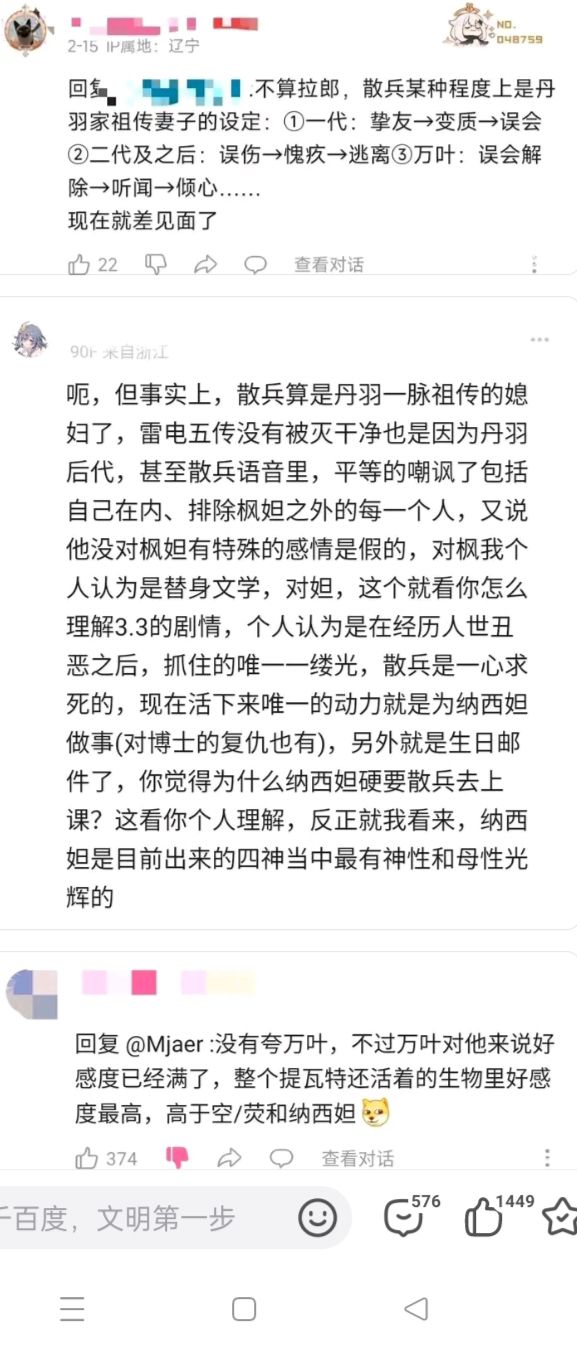 NO.
048759
2-15 IP属地：辽宁
回复 .不算拉郎，散兵某种程度上是丹
羽家祖传妻子的设定：①一代：挚友→变质→误会
②二代及之后：误伤→愧疚→逃离③万叶：误会解
除→听闻→倾心……
现在就差见面了
22 查看对话
90F 来自浙江
呃，但事实上，散兵算是丹羽一脉祖传的媳
妇了，雷电五传没有被灭干净也是因为丹羽
后代，甚至散兵语音里，平等的嘲讽了包括
自己在内、排除枫妲之外的每一个人，又说
他没对枫妲有特殊的感情是假的，对枫我个
人认为是替身文学，对妲，这个就看你怎么
理解3.3的剧情，个人认为是在经历人世丑
恶之后，抓住的唯一一缕光，散兵是一心求
死的，现在活下来唯一的动力就是为纳西妲
做事(对博士的复仇也有)，另外就是生日邮
件了，你觉得为什么纳西妲硬要散兵去上
课？这看你个人理解，反正就我看来，纳西
妲是目前出来的四神当中最有神性和母性光
辉的
回复 @Mjaer :没有夸万叶，不过万叶对他来说好
感度已经满了，整个提瓦特还活着的生物里好感
度最高，高于空/荧和纳西妲
374 查看对话
千百度，文明第一步 576 1449